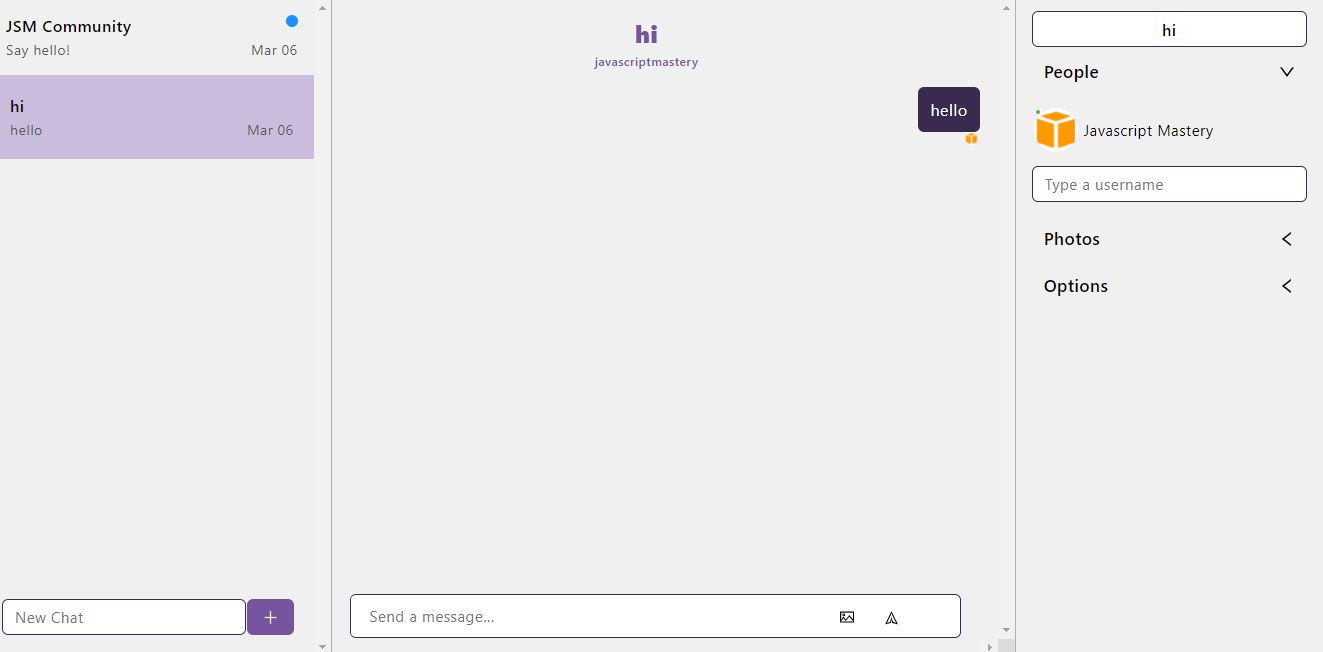 JSM Community
Say hello!
Mar 06
hi
hello
Mar 06
New Chat
hi
javascriptmastery
hello
Send a message...
hi
People
Javascript Mastery
Type a username
Photos
Options